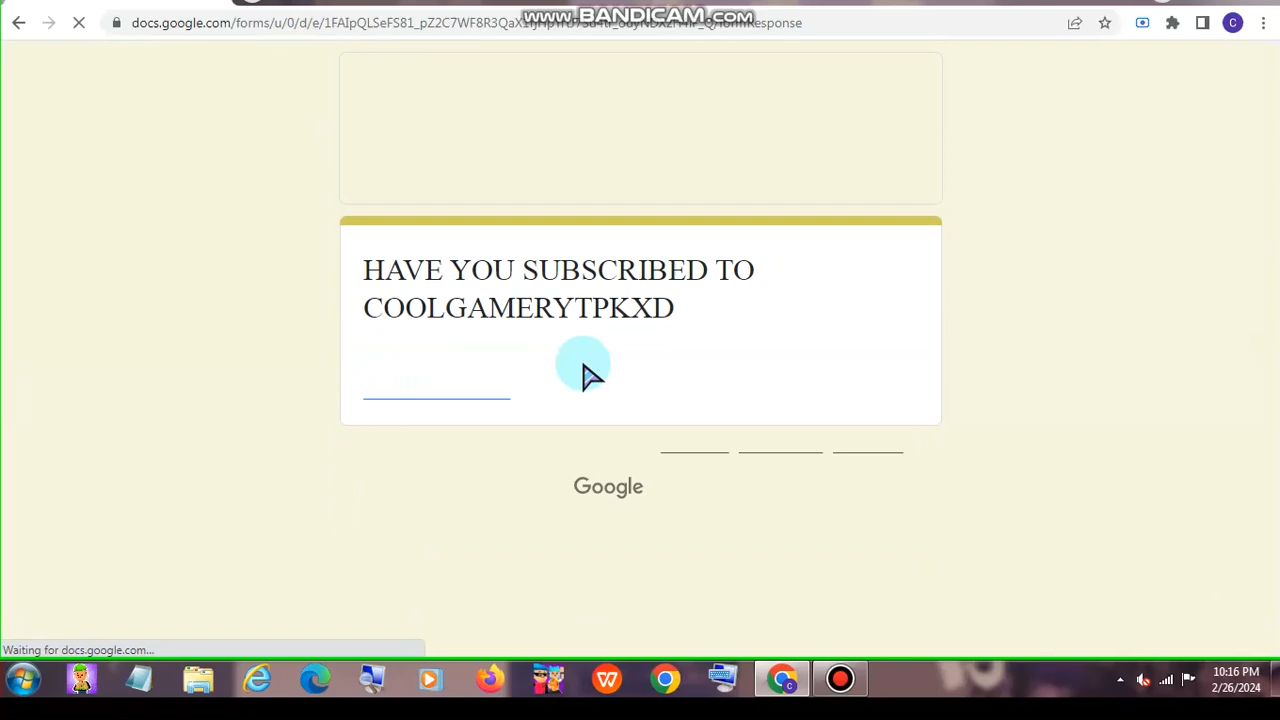 docs.google.com/forms/u/0/d/e/1FAIpQLSeFS81_pZ2C7WF8R3QaX
www.BANDICAM.com
HAVE YOU SUBSCRIBED TO
COOLGAMERYTPKXD
Google
Waiting for docs.google.com...
10:16 PM
2/26/2024